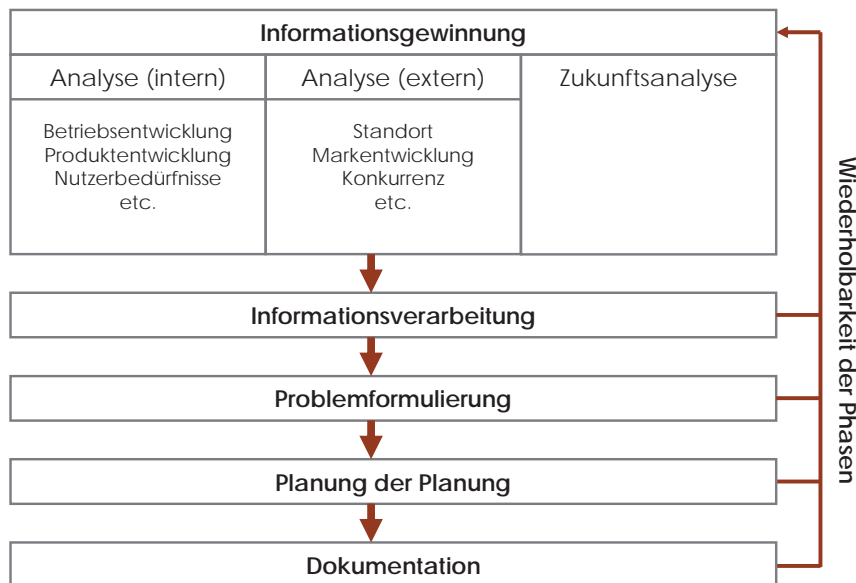 Informationsgewinnung
Analyse (intern)
Analyse (extern)
Zukunftsanalyse
Betriebsentwicklung
Produktentwicklung
Nutzerbedürfnisse
etc.
Standort
Markentwicklung
Konkurrenz
etc.
Informationsverarbeitung
Problemformulierung
Planung der Planung
Dokumentation
Wiederholbarkeit der Phasen